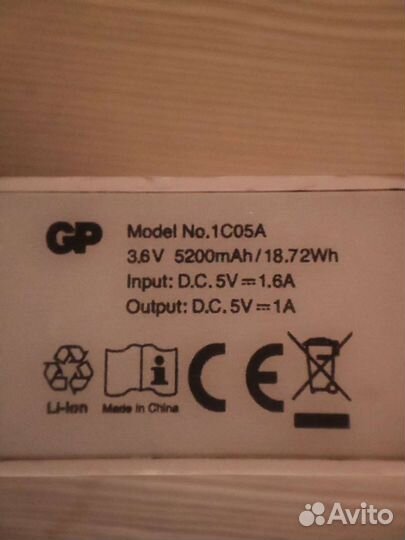 GP
Model No.1C05A
3.6V 5200mAh/18.72Wh
Input: D.C. 5V⎓1.6A
Output: D.C. 5V⎓1A
i
CE
Li-ion
Made in China
Avito